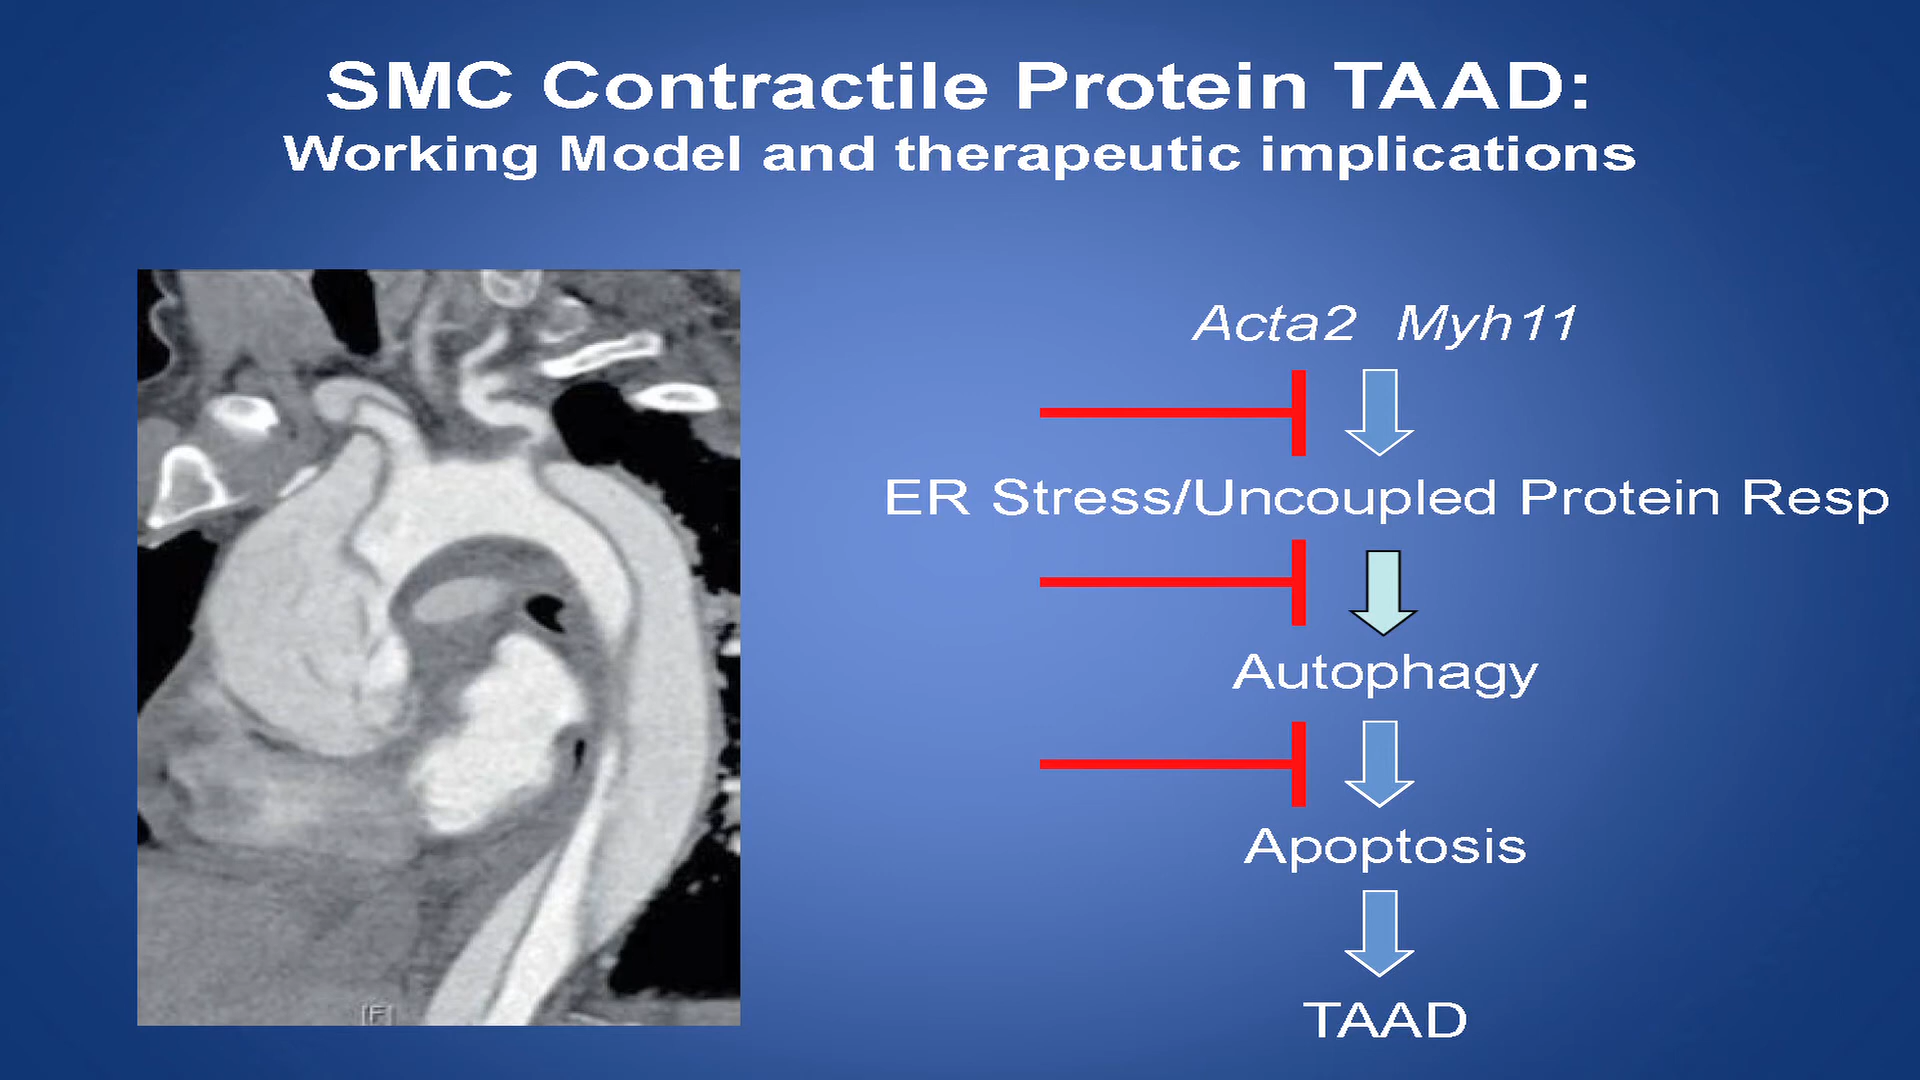 SMC Contractile Protein TAAD:
Working Model and therapeutic implications
Acta2 Myh11
ER Stress/Uncoupled Protein Resp
Autophagy
Apoptosis
TAAD
[F]